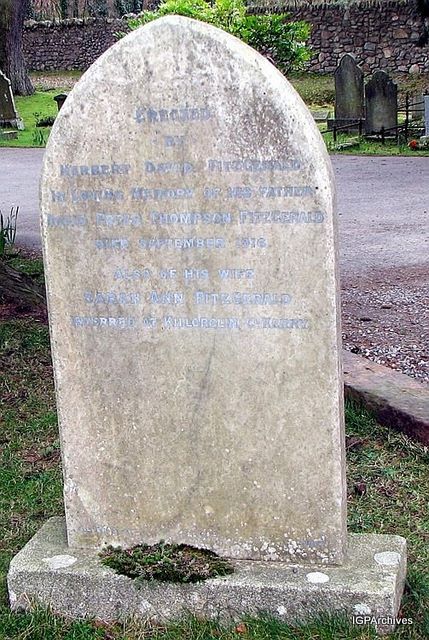 ERECTED
BY
HERBERT DAVID FITZGERALD
IN LOVING MEMORY OF HIS FATHER
DAVID THOMPSON FITZGERALD
DIED SEPTEMBER 1916
ALSO OF HIS WIFE
SARAH ANN FITZGERALD
INTERRED AT KILLORGLIN Co KERRY
IGPArchives